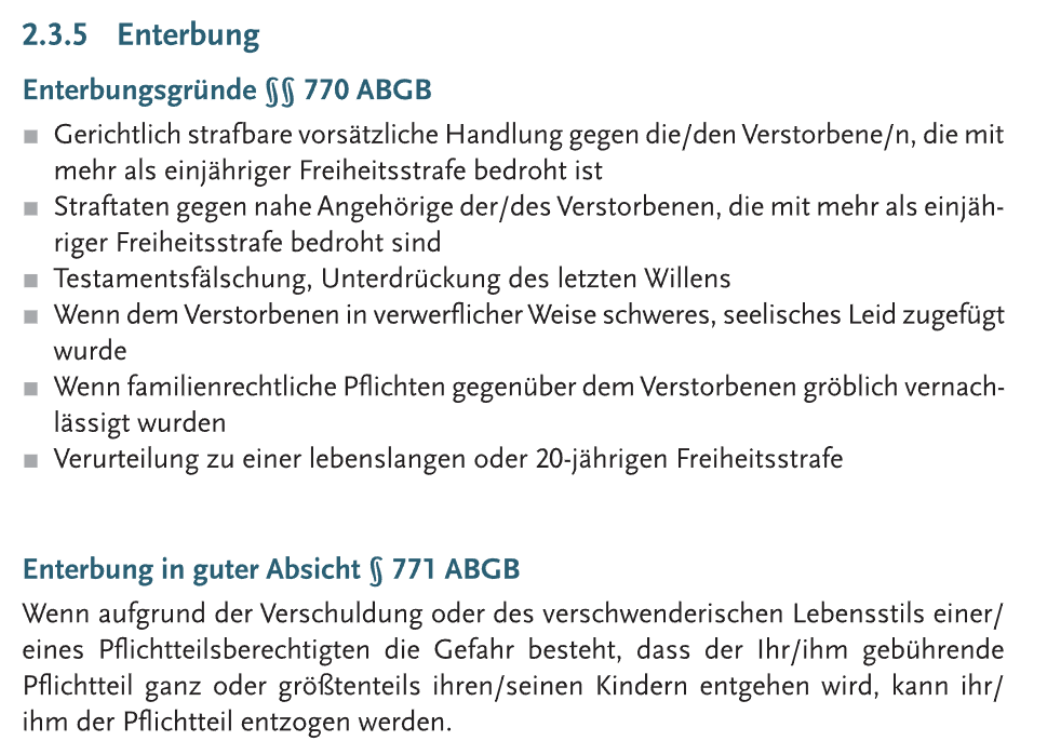 2.3.5 Enterbung
Enterbungsgründe §§ 770 ABGB
■ Gerichtlich strafbare vorsätzliche Handlung gegen die/den Verstorbene/n, die mit
mehr als einjähriger Freiheitsstrafe bedroht ist
■ Straftaten gegen nahe Angehörige der/des Verstorbenen, die mit mehr als einjäh-
riger Freiheitsstrafe bedroht sind
■ Testamentsfälschung, Unterdrückung des letzten Willens
■ Wenn dem Verstorbenen in verwerflicher Weise schweres, seelisches Leid zugefügt
wurde
■ Wenn familienrechtliche Pflichten gegenüber dem Verstorbenen gröblich vernach-
lässigt wurden
■ Verurteilung zu einer lebenslangen oder 20-jährigen Freiheitsstrafe
Enterbung in guter Absicht § 771 ABGB
Wenn aufgrund der Verschuldung oder des verschwenderischen Lebensstils einer/
eines Pflichtteilsberechtigten die Gefahr besteht, dass der Ihr/ihm gebührende
Pflichtteil ganz oder größtenteils ihren/seinen Kindern entgehen wird, kann ihr/
ihm der Pflichtteil entzogen werden.